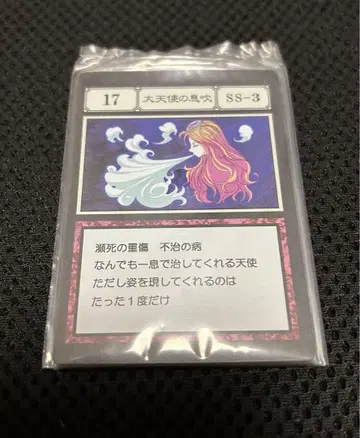 17 大天使の息吹 SS-3
瀕死の重傷　不治の病
なんでも一息で治してくれる天使
ただし姿を現してくれるのは
たった1度だけ